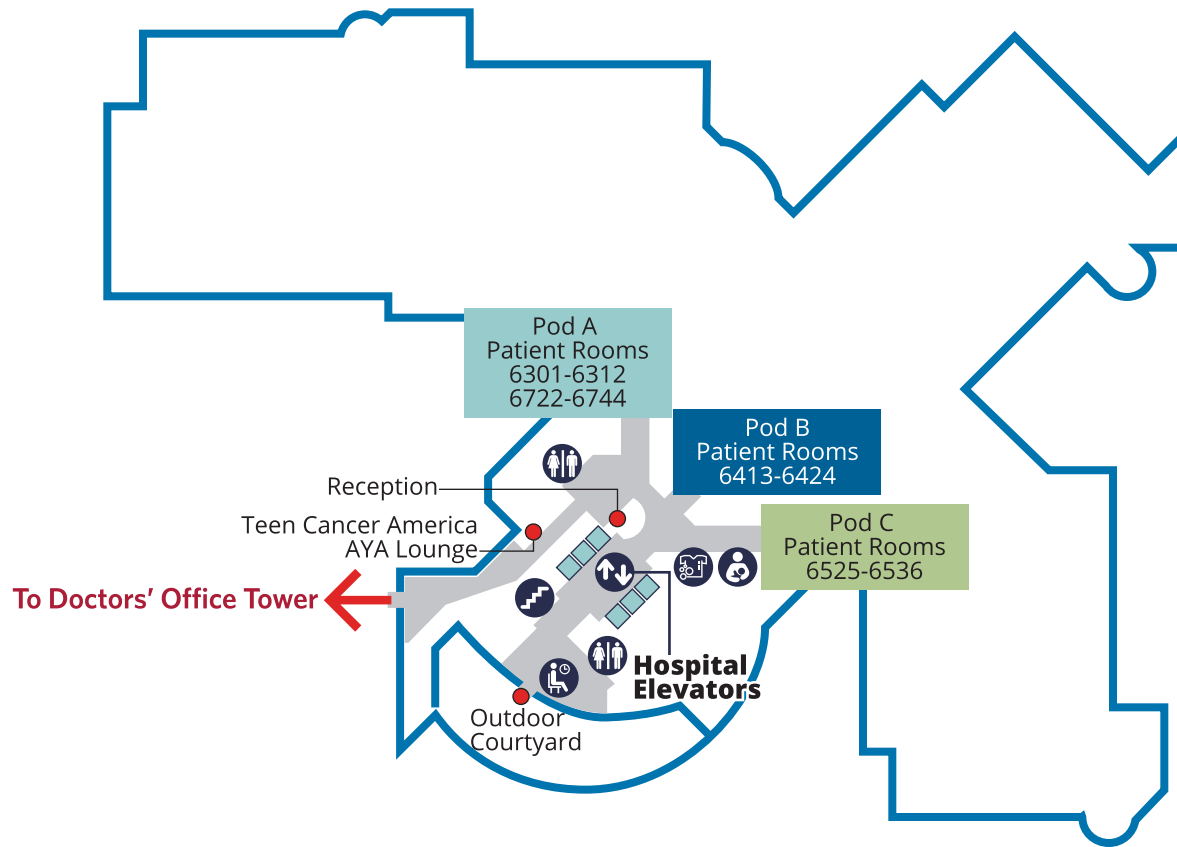 Pod A
Patient Rooms
6301-6312
6722-6744
Pod B
Patient Rooms
6413-6424
Reception
Teen Cancer America
AYA Lounge
Pod C
Patient Rooms
6525-6536
To Doctors’ Office Tower
Hospital
Elevators
Outdoor
Courtyard